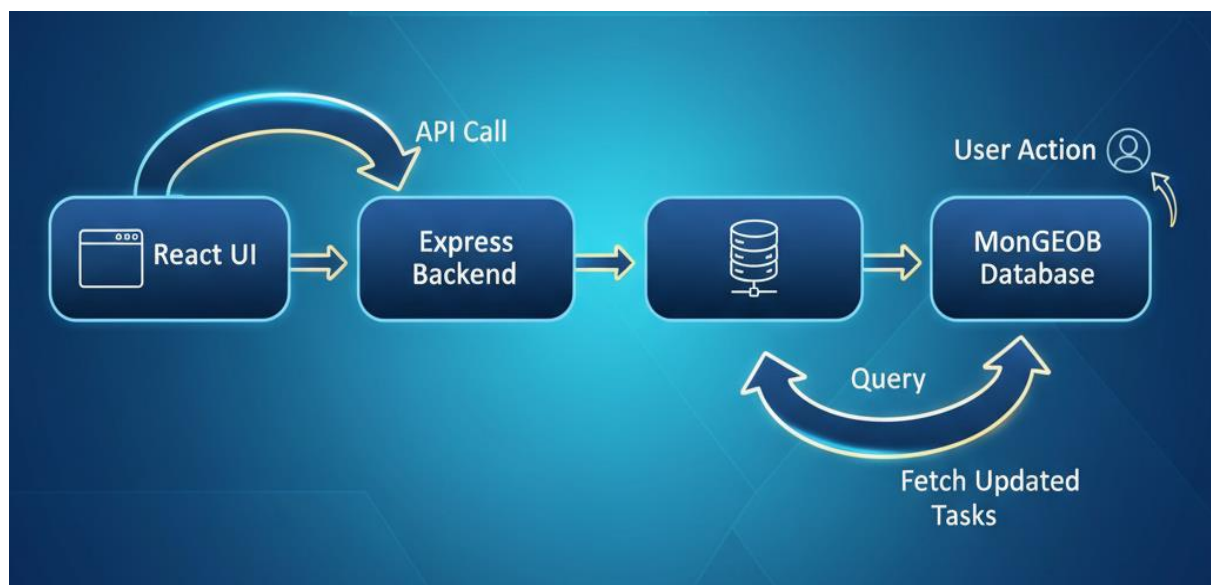 API Call
User Action
React UI
Express
Backend
MonGEOB
Database
Query
Fetch Updated
Tasks